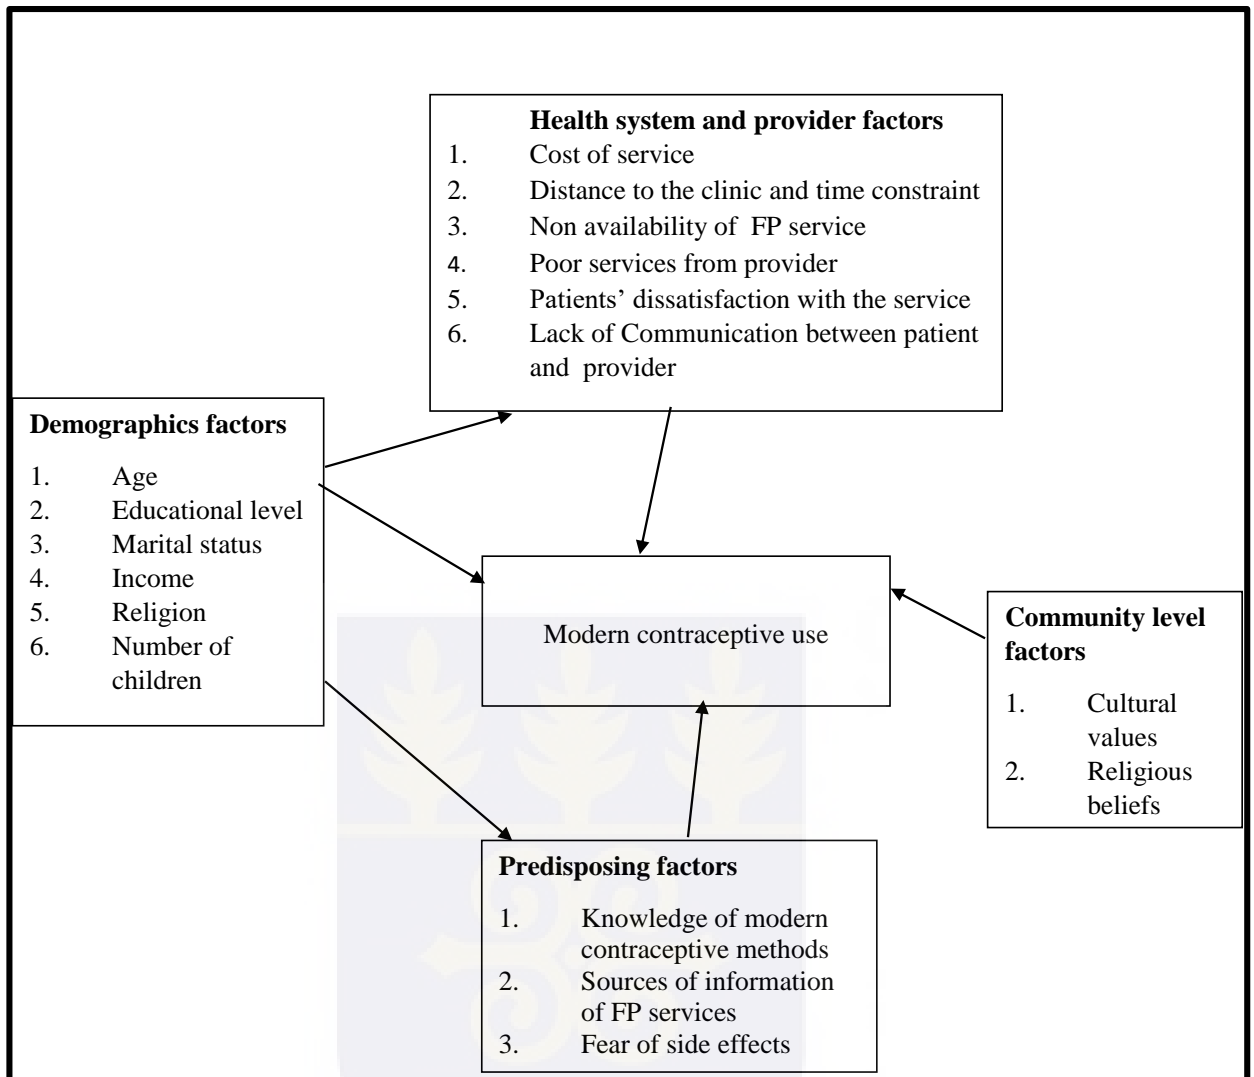 Health system and provider factors
1. Cost of service
2. Distance to the clinic and time constraint
3. Non availability of FP service
4. Poor services from provider
5. Patients’ dissatisfaction with the service
6. Lack of Communication between patient
and provider
Demographics factors
1. Age
2. Educational level
3. Marital status
4. Income
5. Religion
6. Number of
children
Modern contraceptive use
Community level
factors
1. Cultural
values
2. Religious
beliefs
Predisposing factors
1. Knowledge of modern
contraceptive methods
2. Sources of information
of FP services
3. Fear of side effects